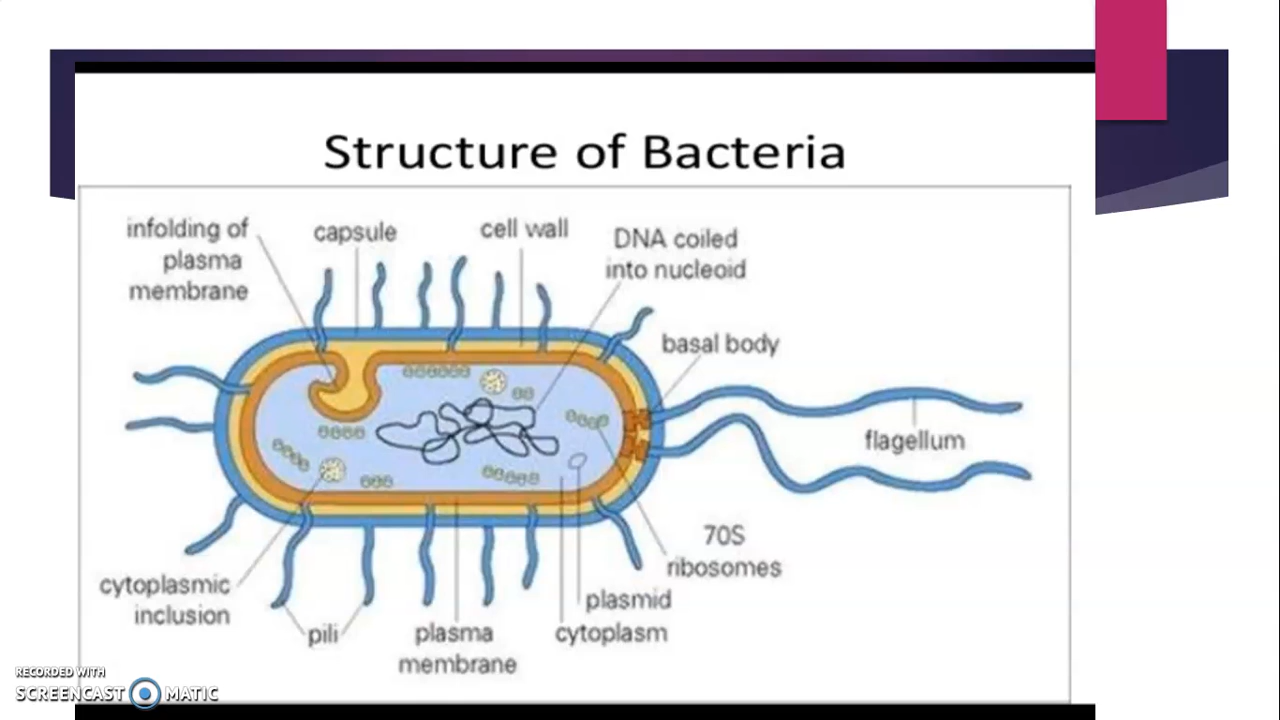 Structure of Bacteria
infolding of
plasma
membrane
capsule
cell wall
DNA coiled
into nucleoid
basal body
flagellum
70S
ribosomes
plasmid
cytoplasm
plasma
membrane
pili
cytoplasmic
inclusion
RECORDED WITH
SCREENCAST MATIC